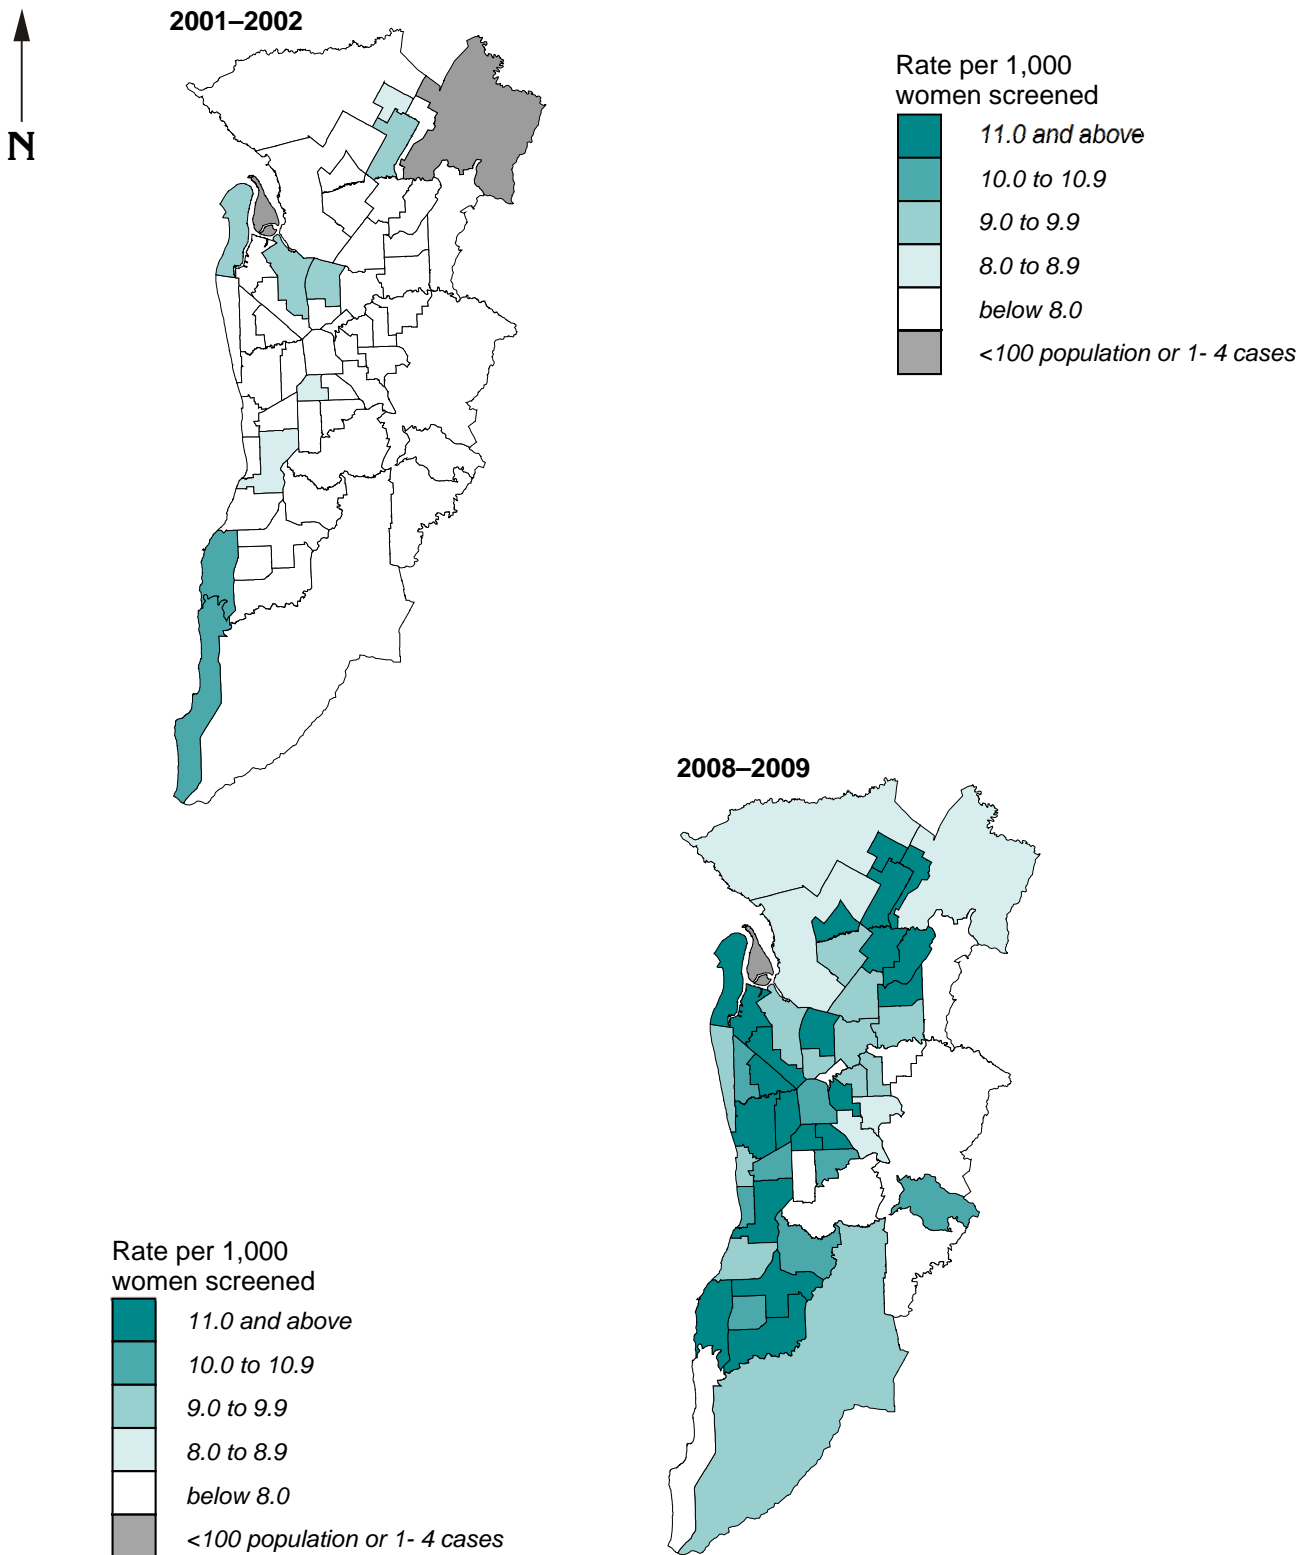 2001–2002
N
Rate per 1,000
women screened
11.0 and above
10.0 to 10.9
9.0 to 9.9
8.0 to 8.9
below 8.0
<100 population or 1- 4 cases
2008–2009
Rate per 1,000
women screened
11.0 and above
10.0 to 10.9
9.0 to 9.9
8.0 to 8.9
below 8.0
<100 population or 1- 4 cases